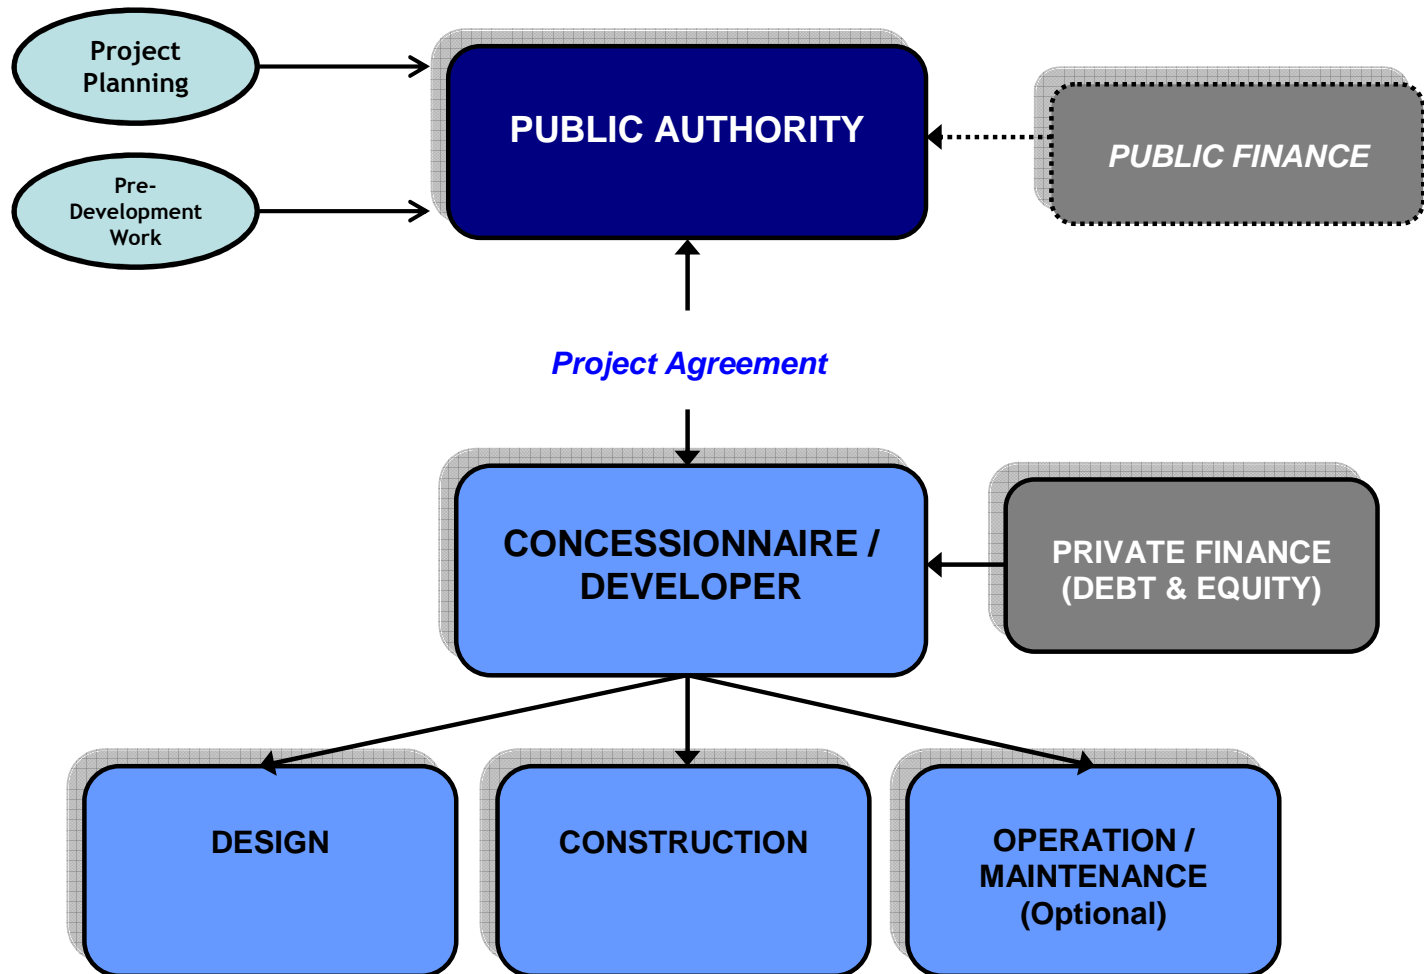 Project
Planning
PUBLIC AUTHORITY
PUBLIC FINANCE
Pre-
Development
Work
Project Agreement
CONCESSIONNAIRE /
DEVELOPER
PRIVATE FINANCE
(DEBT & EQUITY)
DESIGN
CONSTRUCTION
OPERATION /
MAINTENANCE
(Optional)